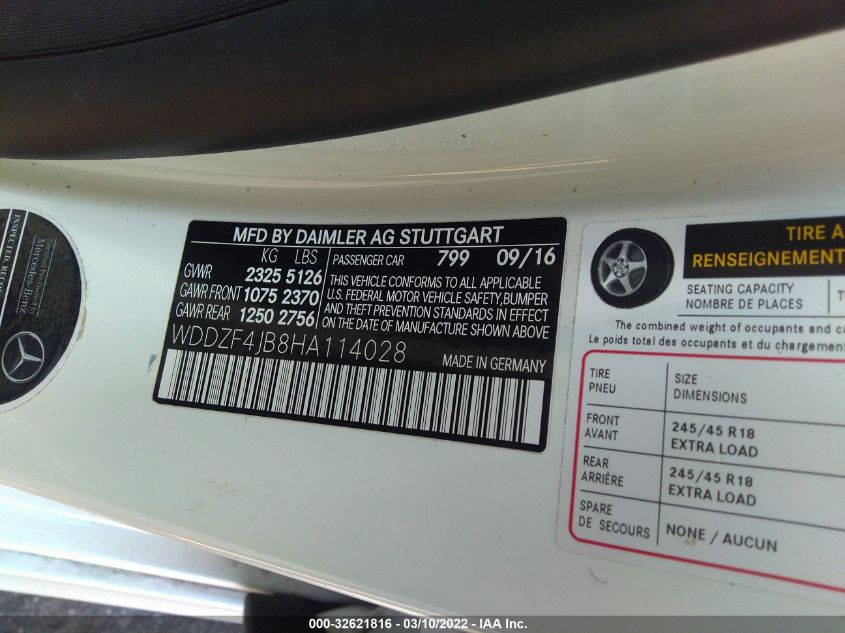 MFD BY DAIMLER AG STUTTGART
KG LBS PASSENGER CAR 799 09/16
GVWR 2325 5126
GAWR FRONT 1075 2370
GAWR REAR 1250 2756
THIS VEHICLE CONFORMS TO ALL APPLICABLE
U.S. FEDERAL MOTOR VEHICLE SAFETY, BUMPER
AND THEFT PREVENTION STANDARDS IN EFFECT
ON THE DATE OF MANUFACTURE SHOWN ABOVE
WDDZF4JB8HA114028 MADE IN GERMANY
INSPECTED
Mercedes-Benz
TIRE A
RENSEIGNEMENT
SEATING CAPACITY
NOMBRE DE PLACES
The combined weight of occupants and
Le poids total des occupants et du chargement
TIRE SIZE
PNEU DIMENSIONS
FRONT 245/45 R18
AVANT EXTRA LOAD
REAR 245/45 R18
ARRIÈRE EXTRA LOAD
SPARE NONE / AUCUN
DE SECOURS
000-32621816 — 03/10/2022 — IAA Inc.